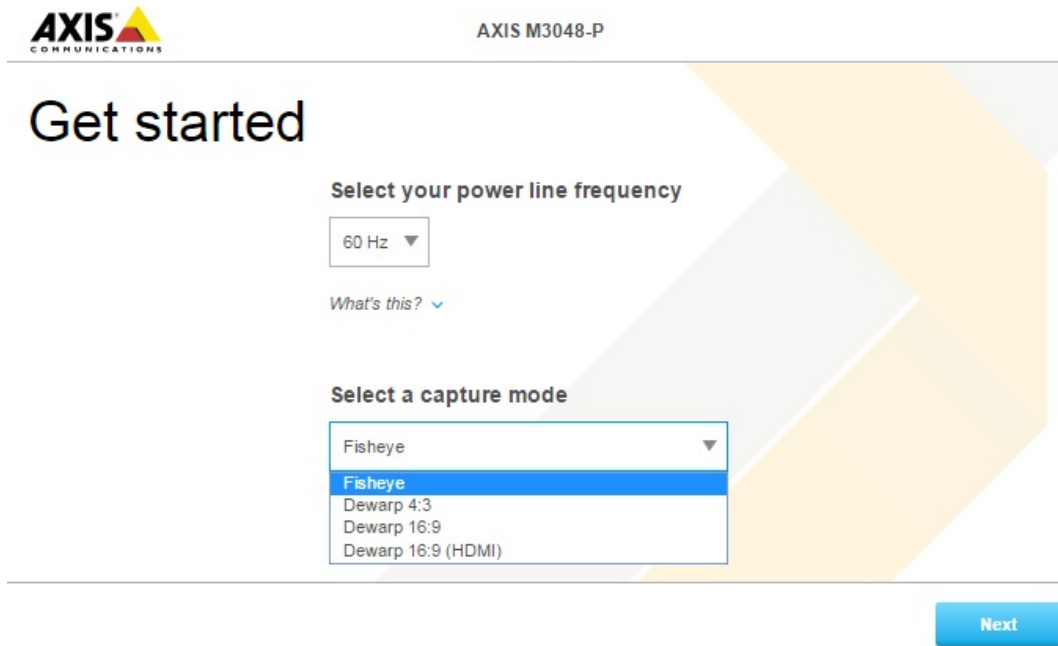 AXIS
COMMUNICATIONS
AXIS M3048-P
Get started
Select your power line frequency
60 Hz
What's this?
Select a capture mode
Fisheye
Fisheye
Dewarp 4:3
Dewarp 16:9
Dewarp 16:9 (HDMI)
Next